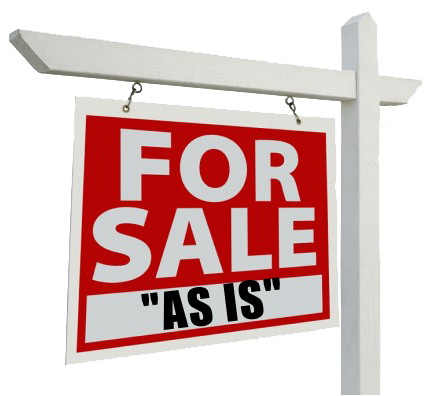 FOR
SALE
"AS IS"